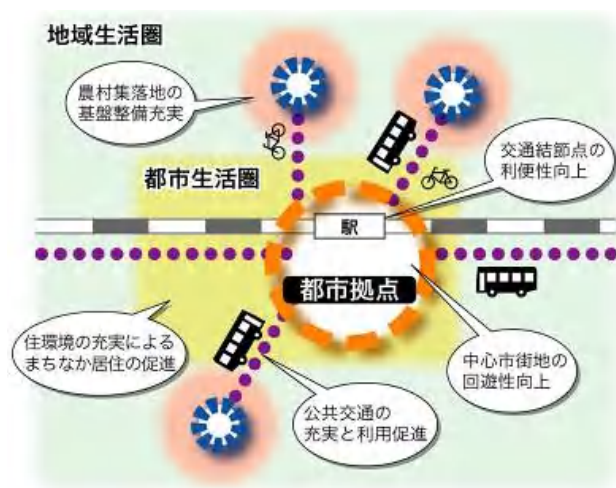 地域生活圏
農村集落地の
基盤整備充実
交通結節点の
利便性向上
都市生活圏
駅
都市拠点
住環境の充実による
まちなか居住の促進
中心市街地の
回遊性向上
公共交通の
充実と利用促進